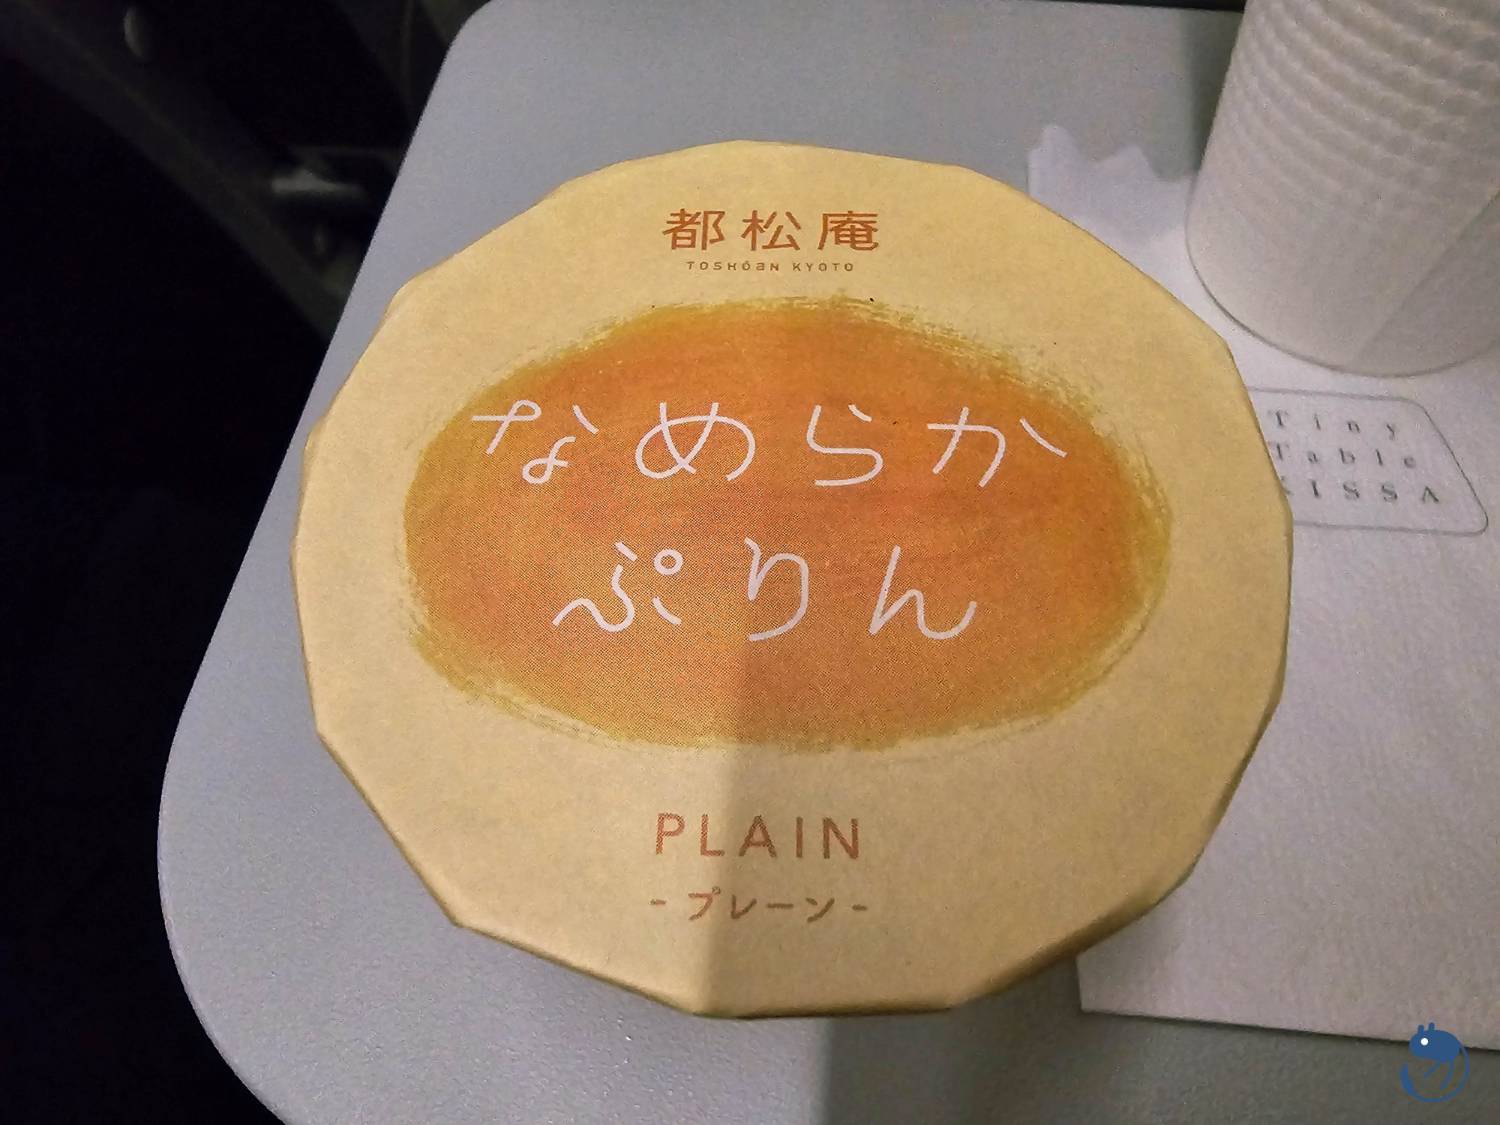 都松庵
TOSHÓAN KYOTO
なめらか
ぷりん
PLAIN
-プレーン-
Tiny
Table
KISSA